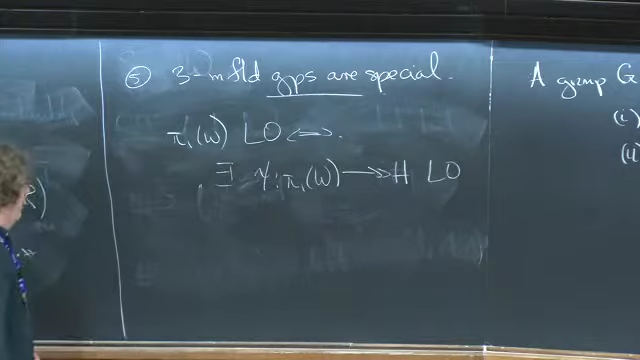 ⑤ 3-mfld gps are special.
π₁(W) LO ⟺
∃ ψ: π₁(W) ↠ H LO
A group G
(i)
(ii)